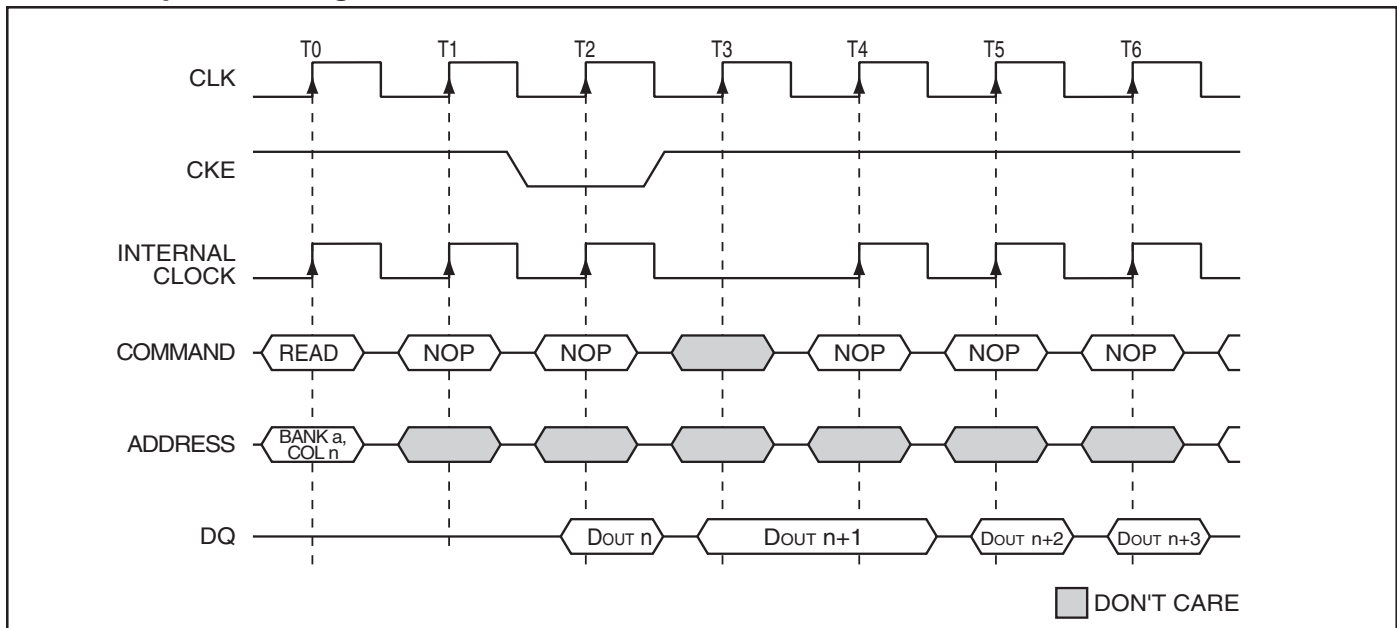 T0 T1 T2 T3 T4 T5 T6
CLK
CKE
INTERNAL
CLOCK
COMMAND READ NOP NOP NOP NOP NOP
ADDRESS BANK a,
COL n
DQ DOUT n DOUT n+1 DOUT n+2 DOUT n+3
DON'T CARE